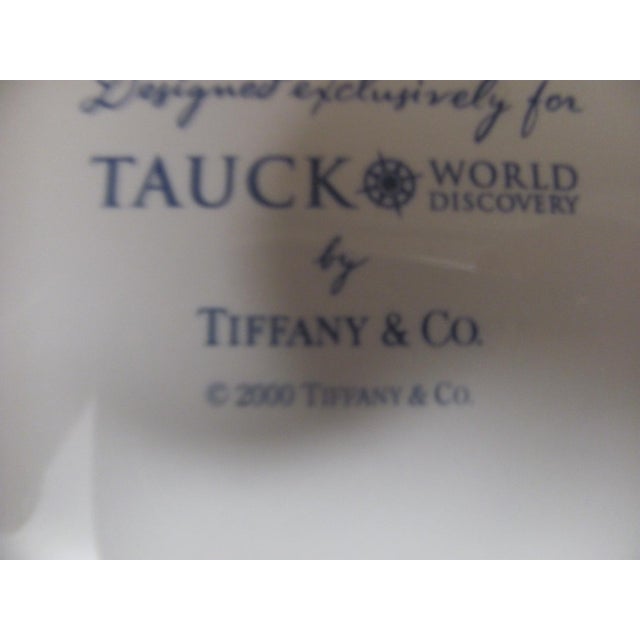 Designed exclusively for
TAUCK WORLD DISCOVERY
by
TIFFANY & CO.
© 2000 TIFFANY & CO.